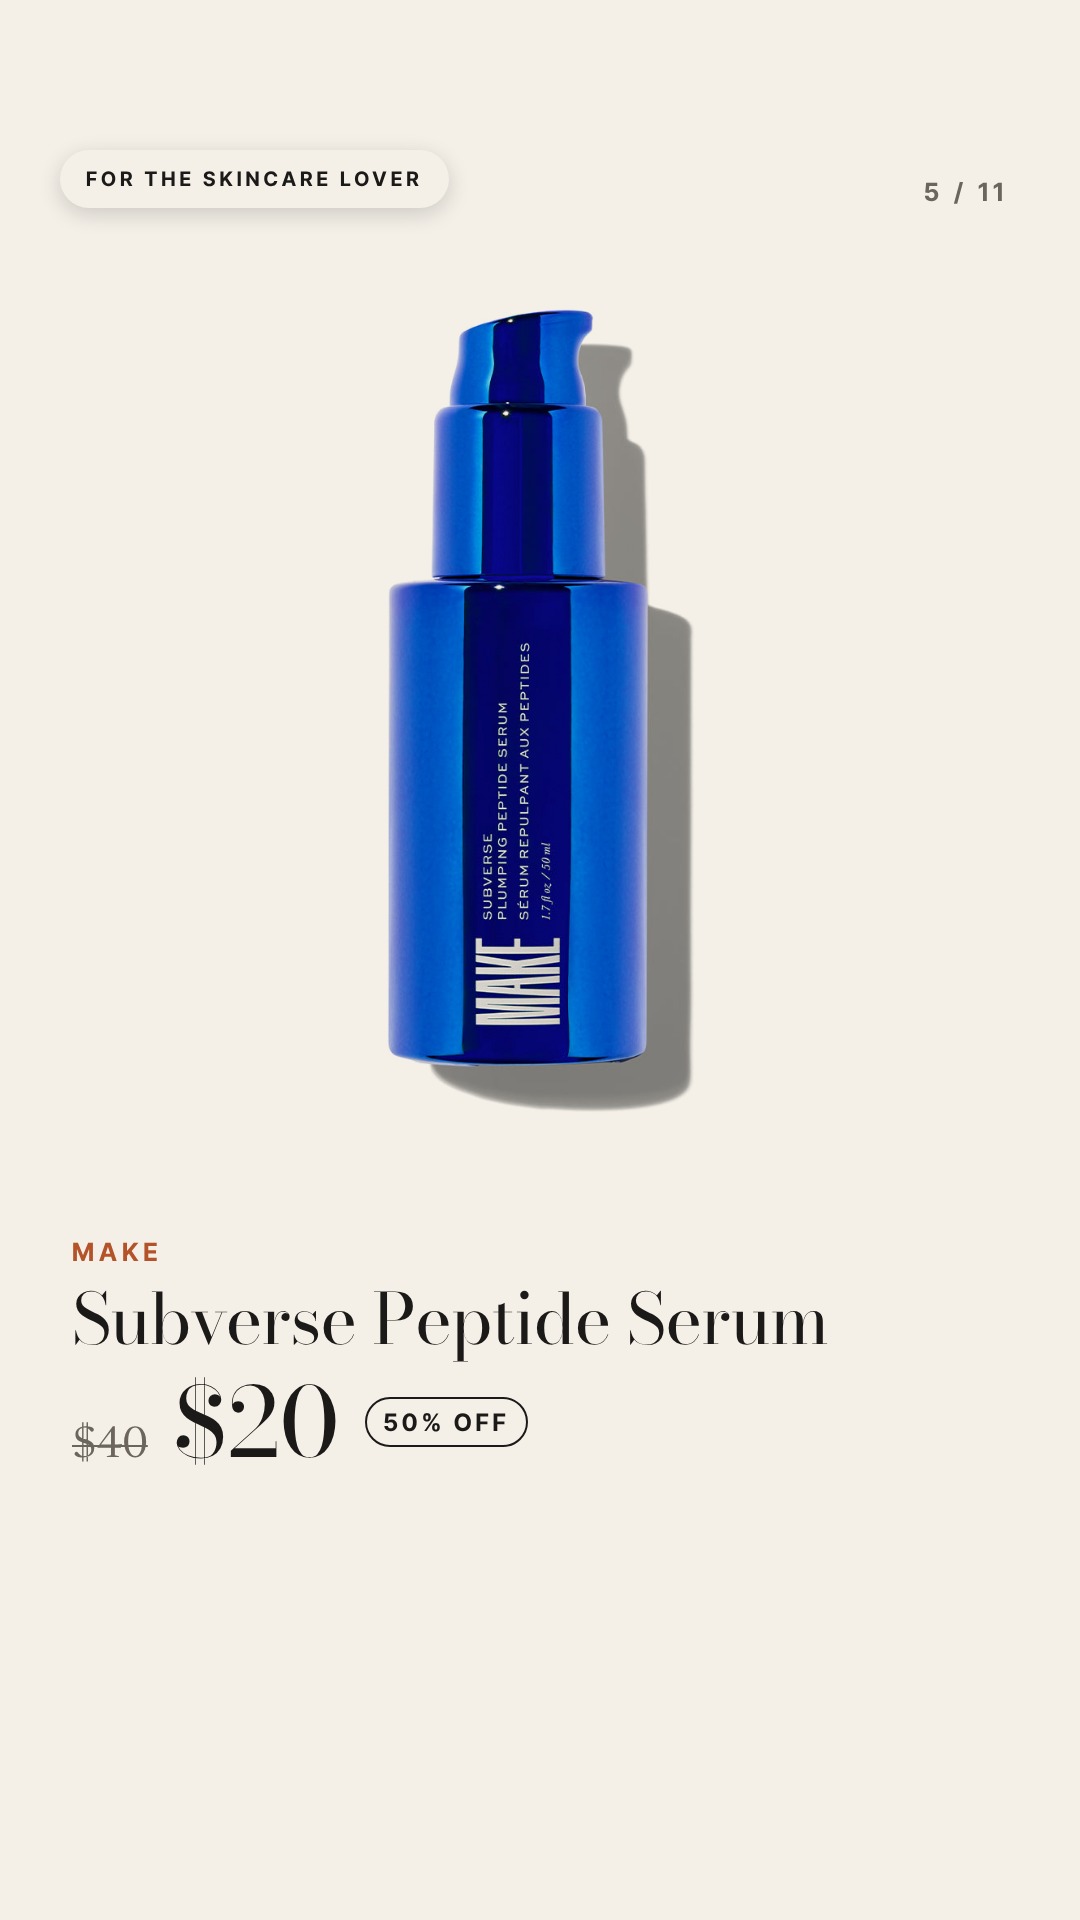 FOR THE SKINCARE LOVER
5 / 11
SUBVERSE
PLUMPING PEPTIDE SERUM
SÉRUM REPULPANT AUX PEPTIDES
1.7 fl oz / 50 ml
MAKE
MAKE
Subverse Peptide Serum
$40 $20 50% OFF